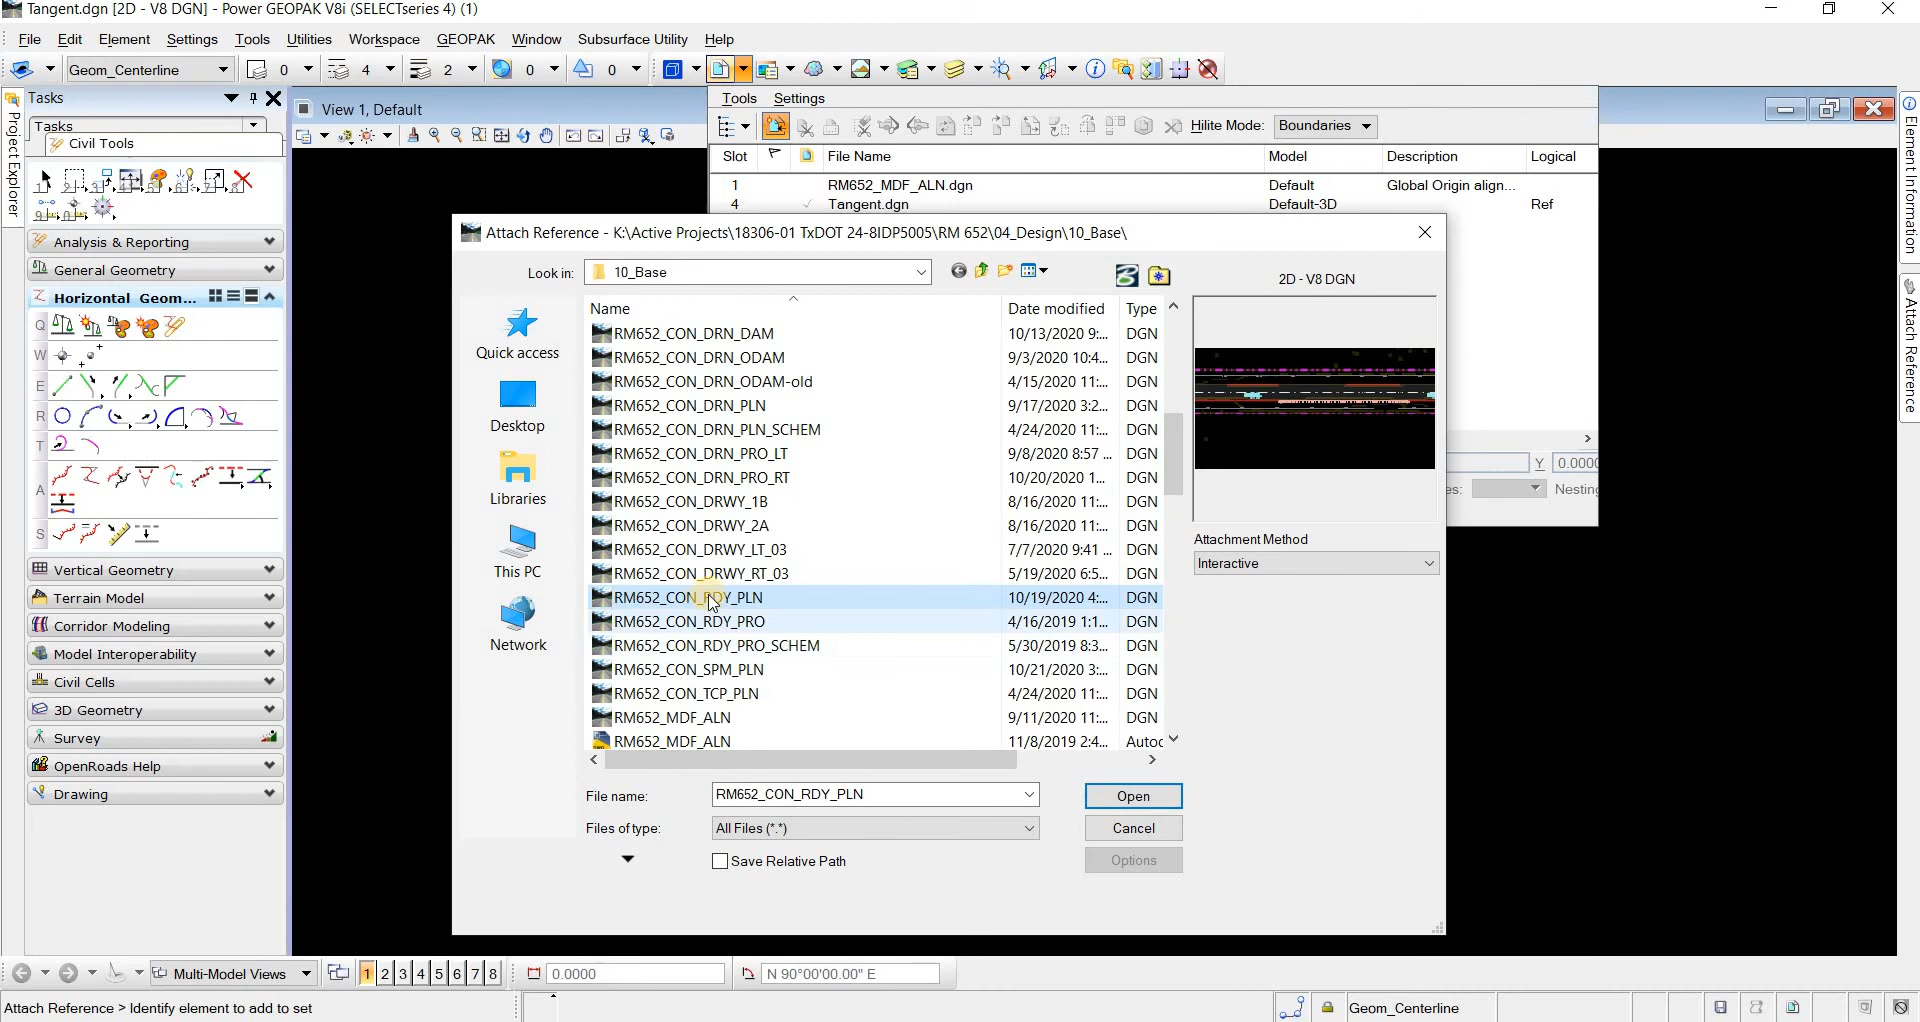 Tangent.dgn [2D - V8 DGN] - Power GEOPAK V8i (SELECTseries 4) (1)
File Edit Element Settings Tools Utilities Workspace GEOPAK Window Subsurface Utility Help
Geom_Centerline 0 4 2 0 0
Tasks
Tasks
Civil Tools
Project Explorer
Analysis & Reporting
General Geometry
Horizontal Geom...
Q
W
E
R
T
A
S
Vertical Geometry
Terrain Model
Corridor Modeling
Model Interoperability
Civil Cells
3D Geometry
Survey
OpenRoads Help
Drawing
View 1, Default
Tools Settings
Hilite Mode: Boundaries
Slot File Name Model Description Logical
1 RM652_MDF_ALN.dgn Default Global Origin align...
4 Tangent.dgn Default-3D Ref
Y 0.0000
es: Nesting
Attach Reference - K:\Active Projects\18306-01 TxDOT 24-8IDP5005\RM 652\04_Design\10_Base\
Look in: 10_Base
2D - V8 DGN
Quick access
Desktop
Libraries
This PC
Network
Name Date modified Type
RM652_CON_DRN_DAM 10/13/2020 9:... DGN
RM652_CON_DRN_ODAM 9/3/2020 10:4... DGN
RM652_CON_DRN_ODAM-old 4/15/2020 11:... DGN
RM652_CON_DRN_PLN 9/17/2020 3:2... DGN
RM652_CON_DRN_PLN_SCHEM 4/24/2020 11:... DGN
RM652_CON_DRN_PRO_LT 9/8/2020 8:57 ... DGN
RM652_CON_DRN_PRO_RT 10/20/2020 1... DGN
RM652_CON_DRWY_1B 8/16/2020 11:... DGN
RM652_CON_DRWY_2A 8/16/2020 11:... DGN
RM652_CON_DRWY_LT_03 7/7/2020 9:41 ... DGN
RM652_CON_DRWY_RT_03 5/19/2020 6:5... DGN
RM652_CON_RDY_PLN 10/19/2020 4:... DGN
RM652_CON_RDY_PRO 4/16/2019 1:1... DGN
RM652_CON_RDY_PRO_SCHEM 5/30/2019 8:3... DGN
RM652_CON_SPM_PLN 10/21/2020 3:... DGN
RM652_CON_TCP_PLN 4/24/2020 11:... DGN
RM652_MDF_ALN 9/11/2020 11:... DGN
RM652_MDF_ALN 11/8/2019 2:4... Autoc
Attachment Method
Interactive
File name: RM652_CON_RDY_PLN Open
Files of type: All Files (*.*) Cancel
Save Relative Path Options
Element Information
Attach Reference
Multi-Model Views 1 2 3 4 5 6 7 8 0.0000 N 90°00'00.00" E
Attach Reference > Identify element to add to set Geom_Centerline